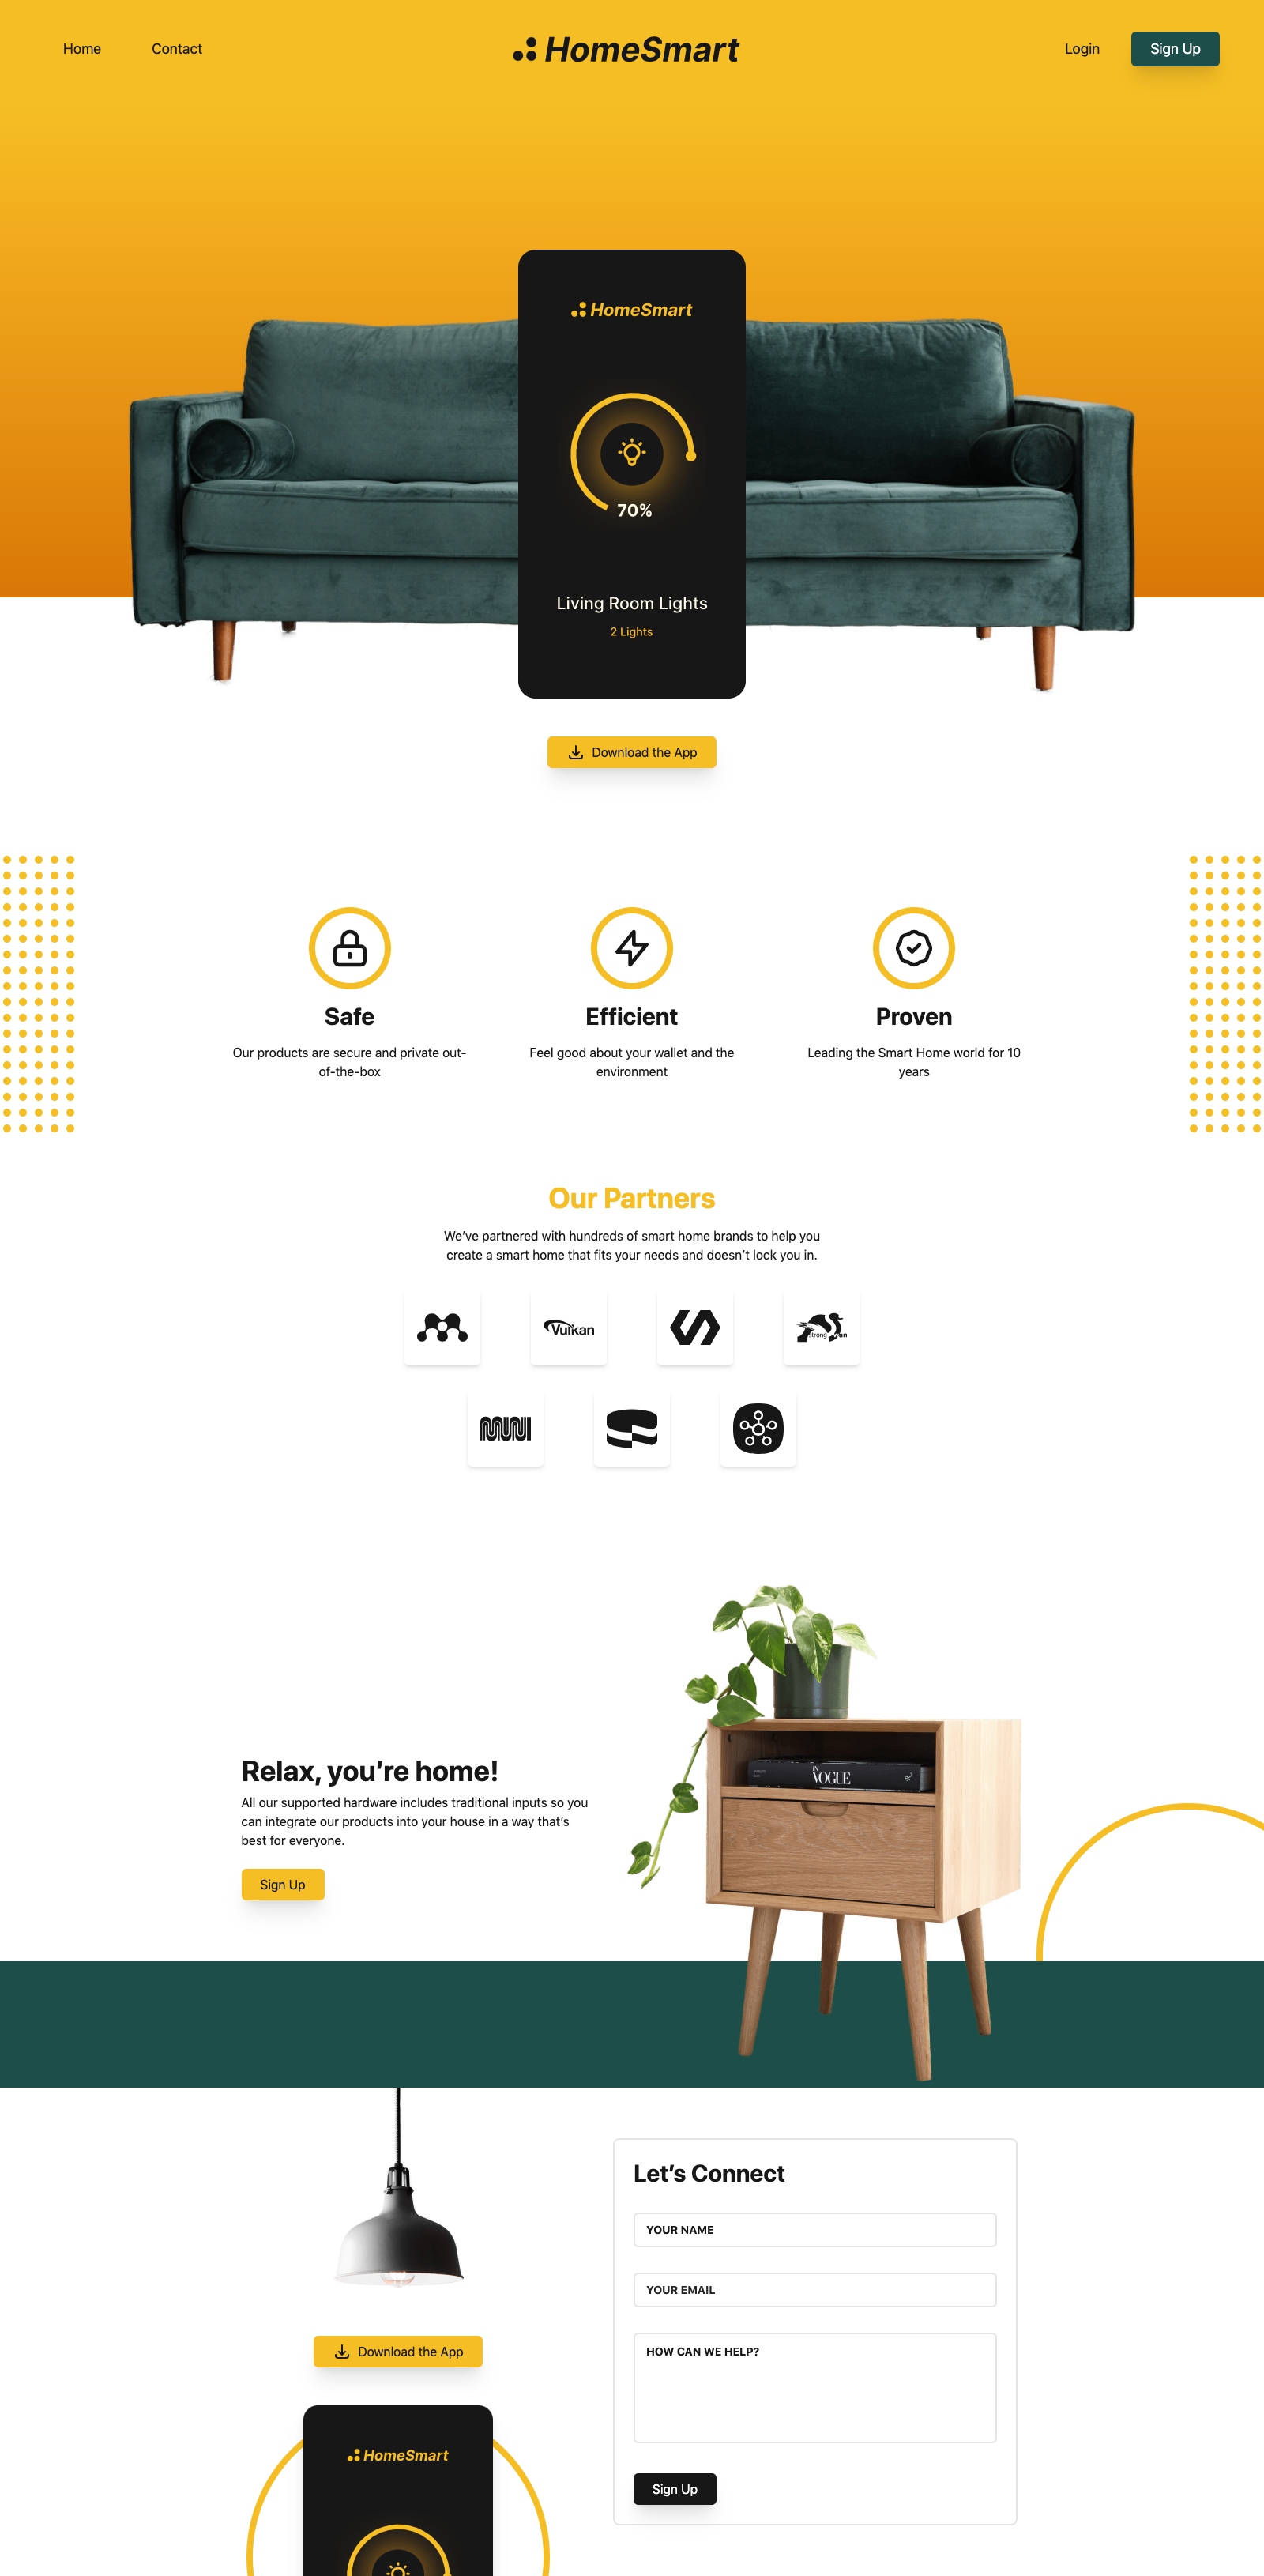 Home
Contact
HomeSmart
Login
Sign Up
HomeSmart
70%
Living Room Lights
2 Lights
Download the App
Safe
Our products are secure and private out-
of-the-box
Efficient
Feel good about your wallet and the
environment
Proven
Leading the Smart Home world for 10
years
Our Partners
We’ve partnered with hundreds of smart home brands to help you
create a smart home that fits your needs and doesn’t lock you in.
Vulkan
strong
MUNI
IN
VOGUE
Relax, you’re home!
All our supported hardware includes traditional inputs so you
can integrate our products into your house in a way that’s
best for everyone.
Sign Up
Download the App
HomeSmart
Let’s Connect
YOUR NAME
YOUR EMAIL
HOW CAN WE HELP?
Sign Up